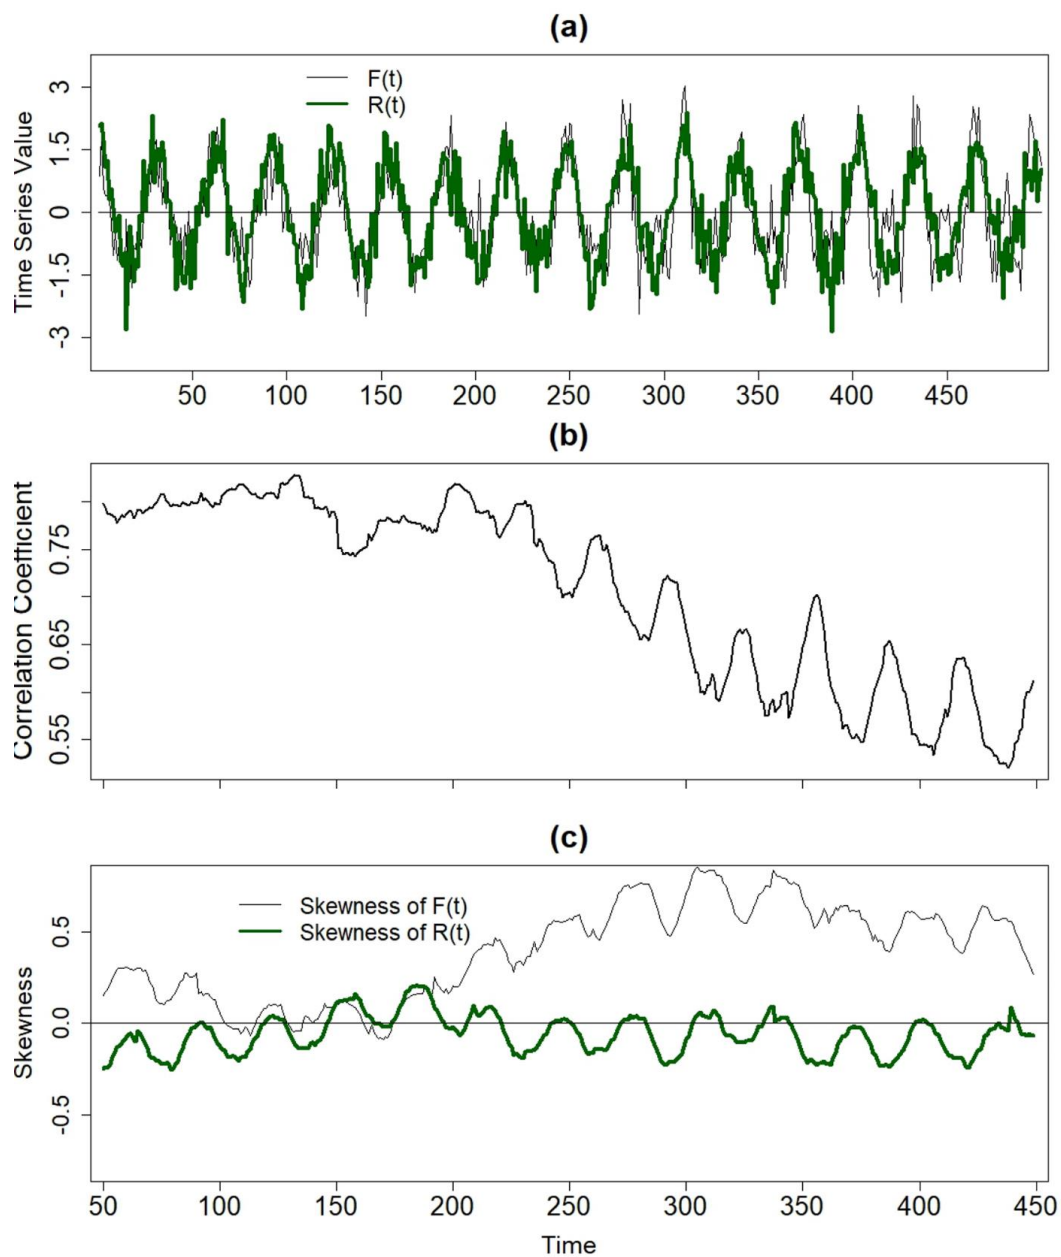 (a)
F(t)
R(t)
Time Series Value
3
1.5
0
-1.5
-3
50 100 150 200 250 300 350 400 450
(b)
Correlation Coefficient
0.75
0.65
0.55
(c)
Skewness of F(t)
Skewness of R(t)
Skewness
0.5
0.0
-0.5
50 100 150 200 250 300 350 400 450
Time